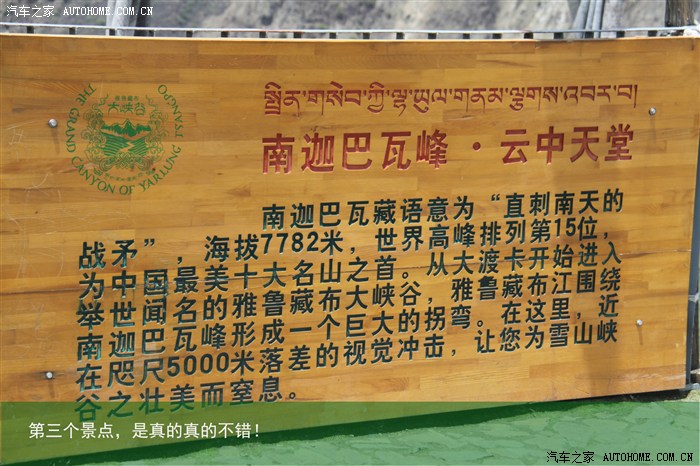 汽车之家 AUTOHOME.COM.CN
大峡谷
THE GRAND CANYON OF YARLUNG TSANGPO
སྤྲིན་གསེབ་ཀྱི་ལྷ་ཡུལ་གནམ་ལྕགས་འབར་བ།
南迦巴瓦峰·云中天堂
南迦巴瓦藏语意为“直刺南天的
战矛”，海拔7782米，世界高峰排列第15位，
为中国最美十大名山之首。从大渡卡开始进入
举世闻名的雅鲁藏布大峡谷，雅鲁藏布江围绕
南迦巴瓦峰形成一个巨大的拐弯。在这里，近
在咫尺5000米落差的视觉冲击，让您为雪山峡
谷之壮美而窒息。
第三个景点，是真的真的不错！
汽车之家 AUTOHOME.COM.CN